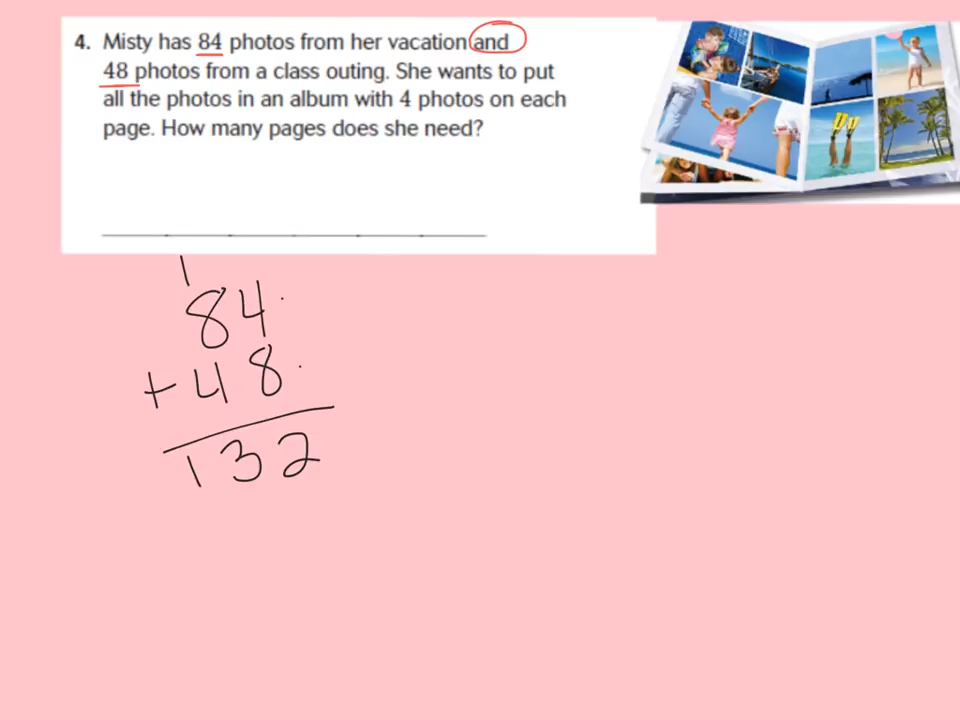 4. Misty has 84 photos from her vacation and
48 photos from a class outing. She wants to put
all the photos in an album with 4 photos on each
page. How many pages does she need?
1
84
+48
132